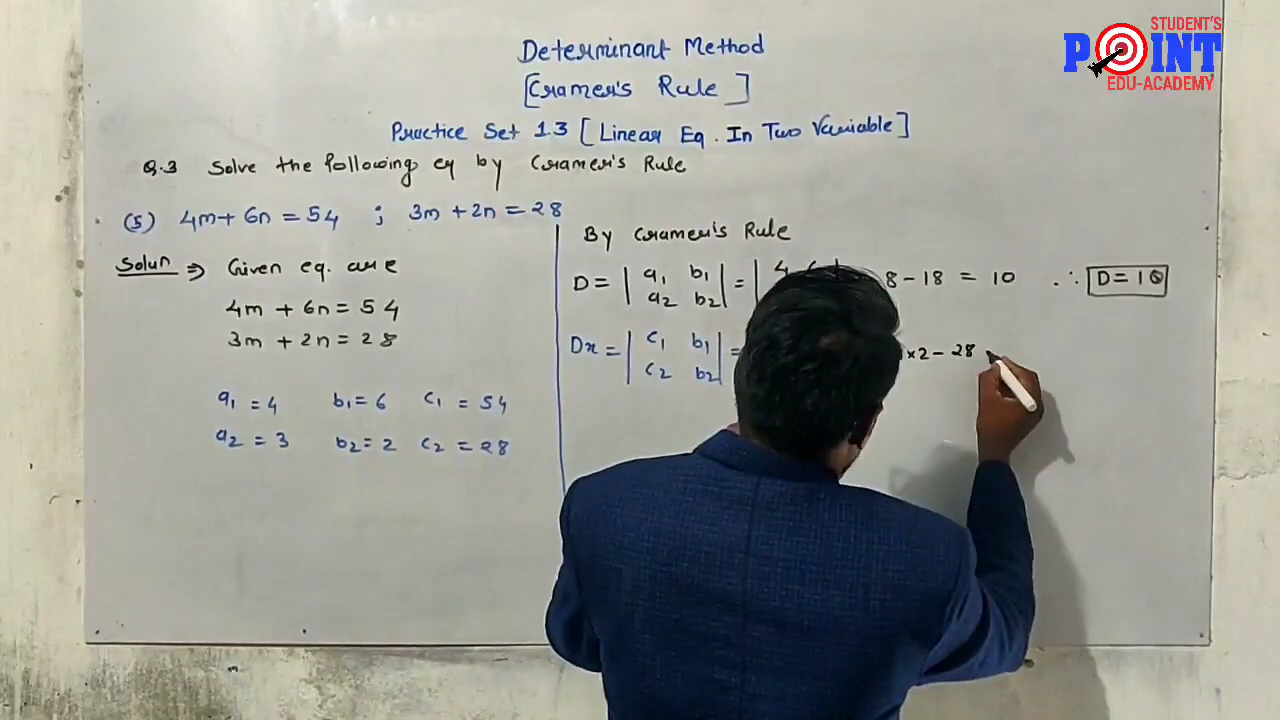 STUDENT'S
POINT
EDU-ACADEMY
Determinant Method
[Cramer's Rule]
Practice Set 1.3 [Linear Eq. In Two Variable]
Q.3 Solve the following eq by Cramer's Rule
(5) 4m+ 6n = 54 ; 3m + 2n = 28
Solun ⇒ Given eq. are
4m + 6n = 54
3m + 2n = 28
a1 = 4 b1 = 6 c1 = 54
a2 = 3 b2 = 2 c2 = 28
By Cramer's Rule
D = | a1 b1 | = | 4 8 - 18 = 10 ∴ D = 10
a2 b2
Dx = | c1 b1 | = ×2 - 28
c2 b2